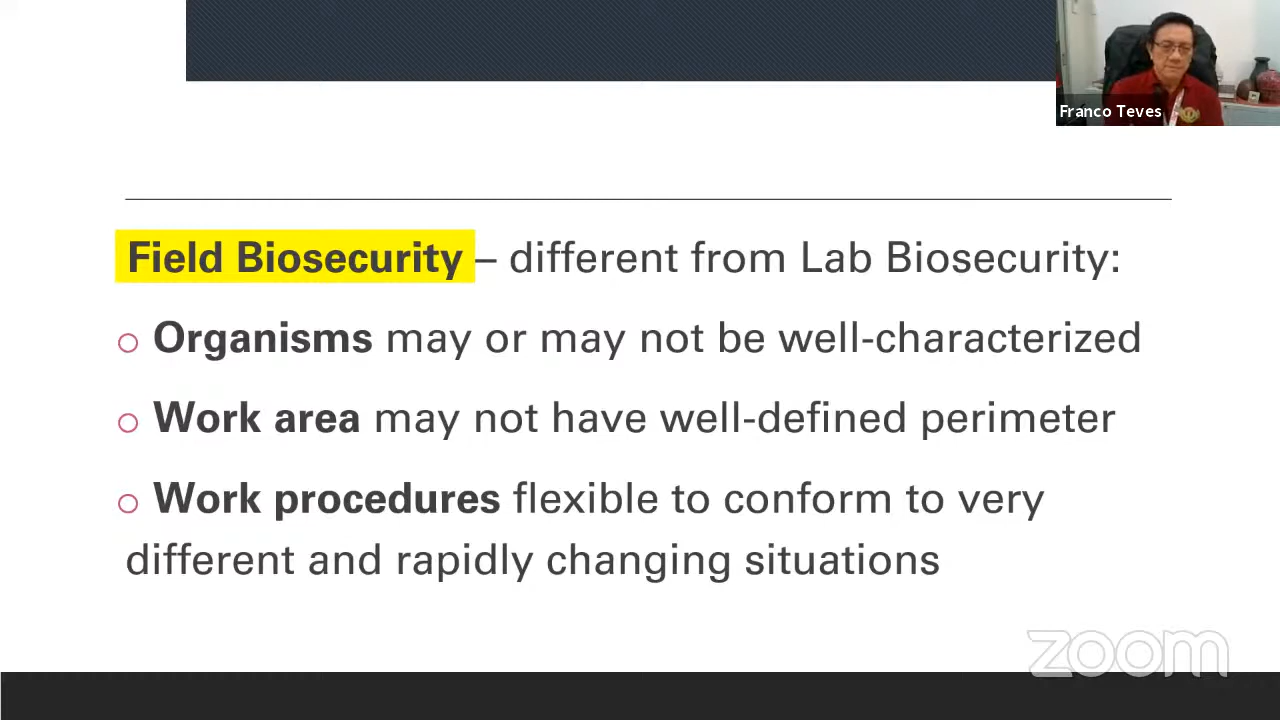 Franco Teves
Field Biosecurity – different from Lab Biosecurity:
o Organisms may or may not be well-characterized
o Work area may not have well-defined perimeter
o Work procedures flexible to conform to very
different and rapidly changing situations
zoom